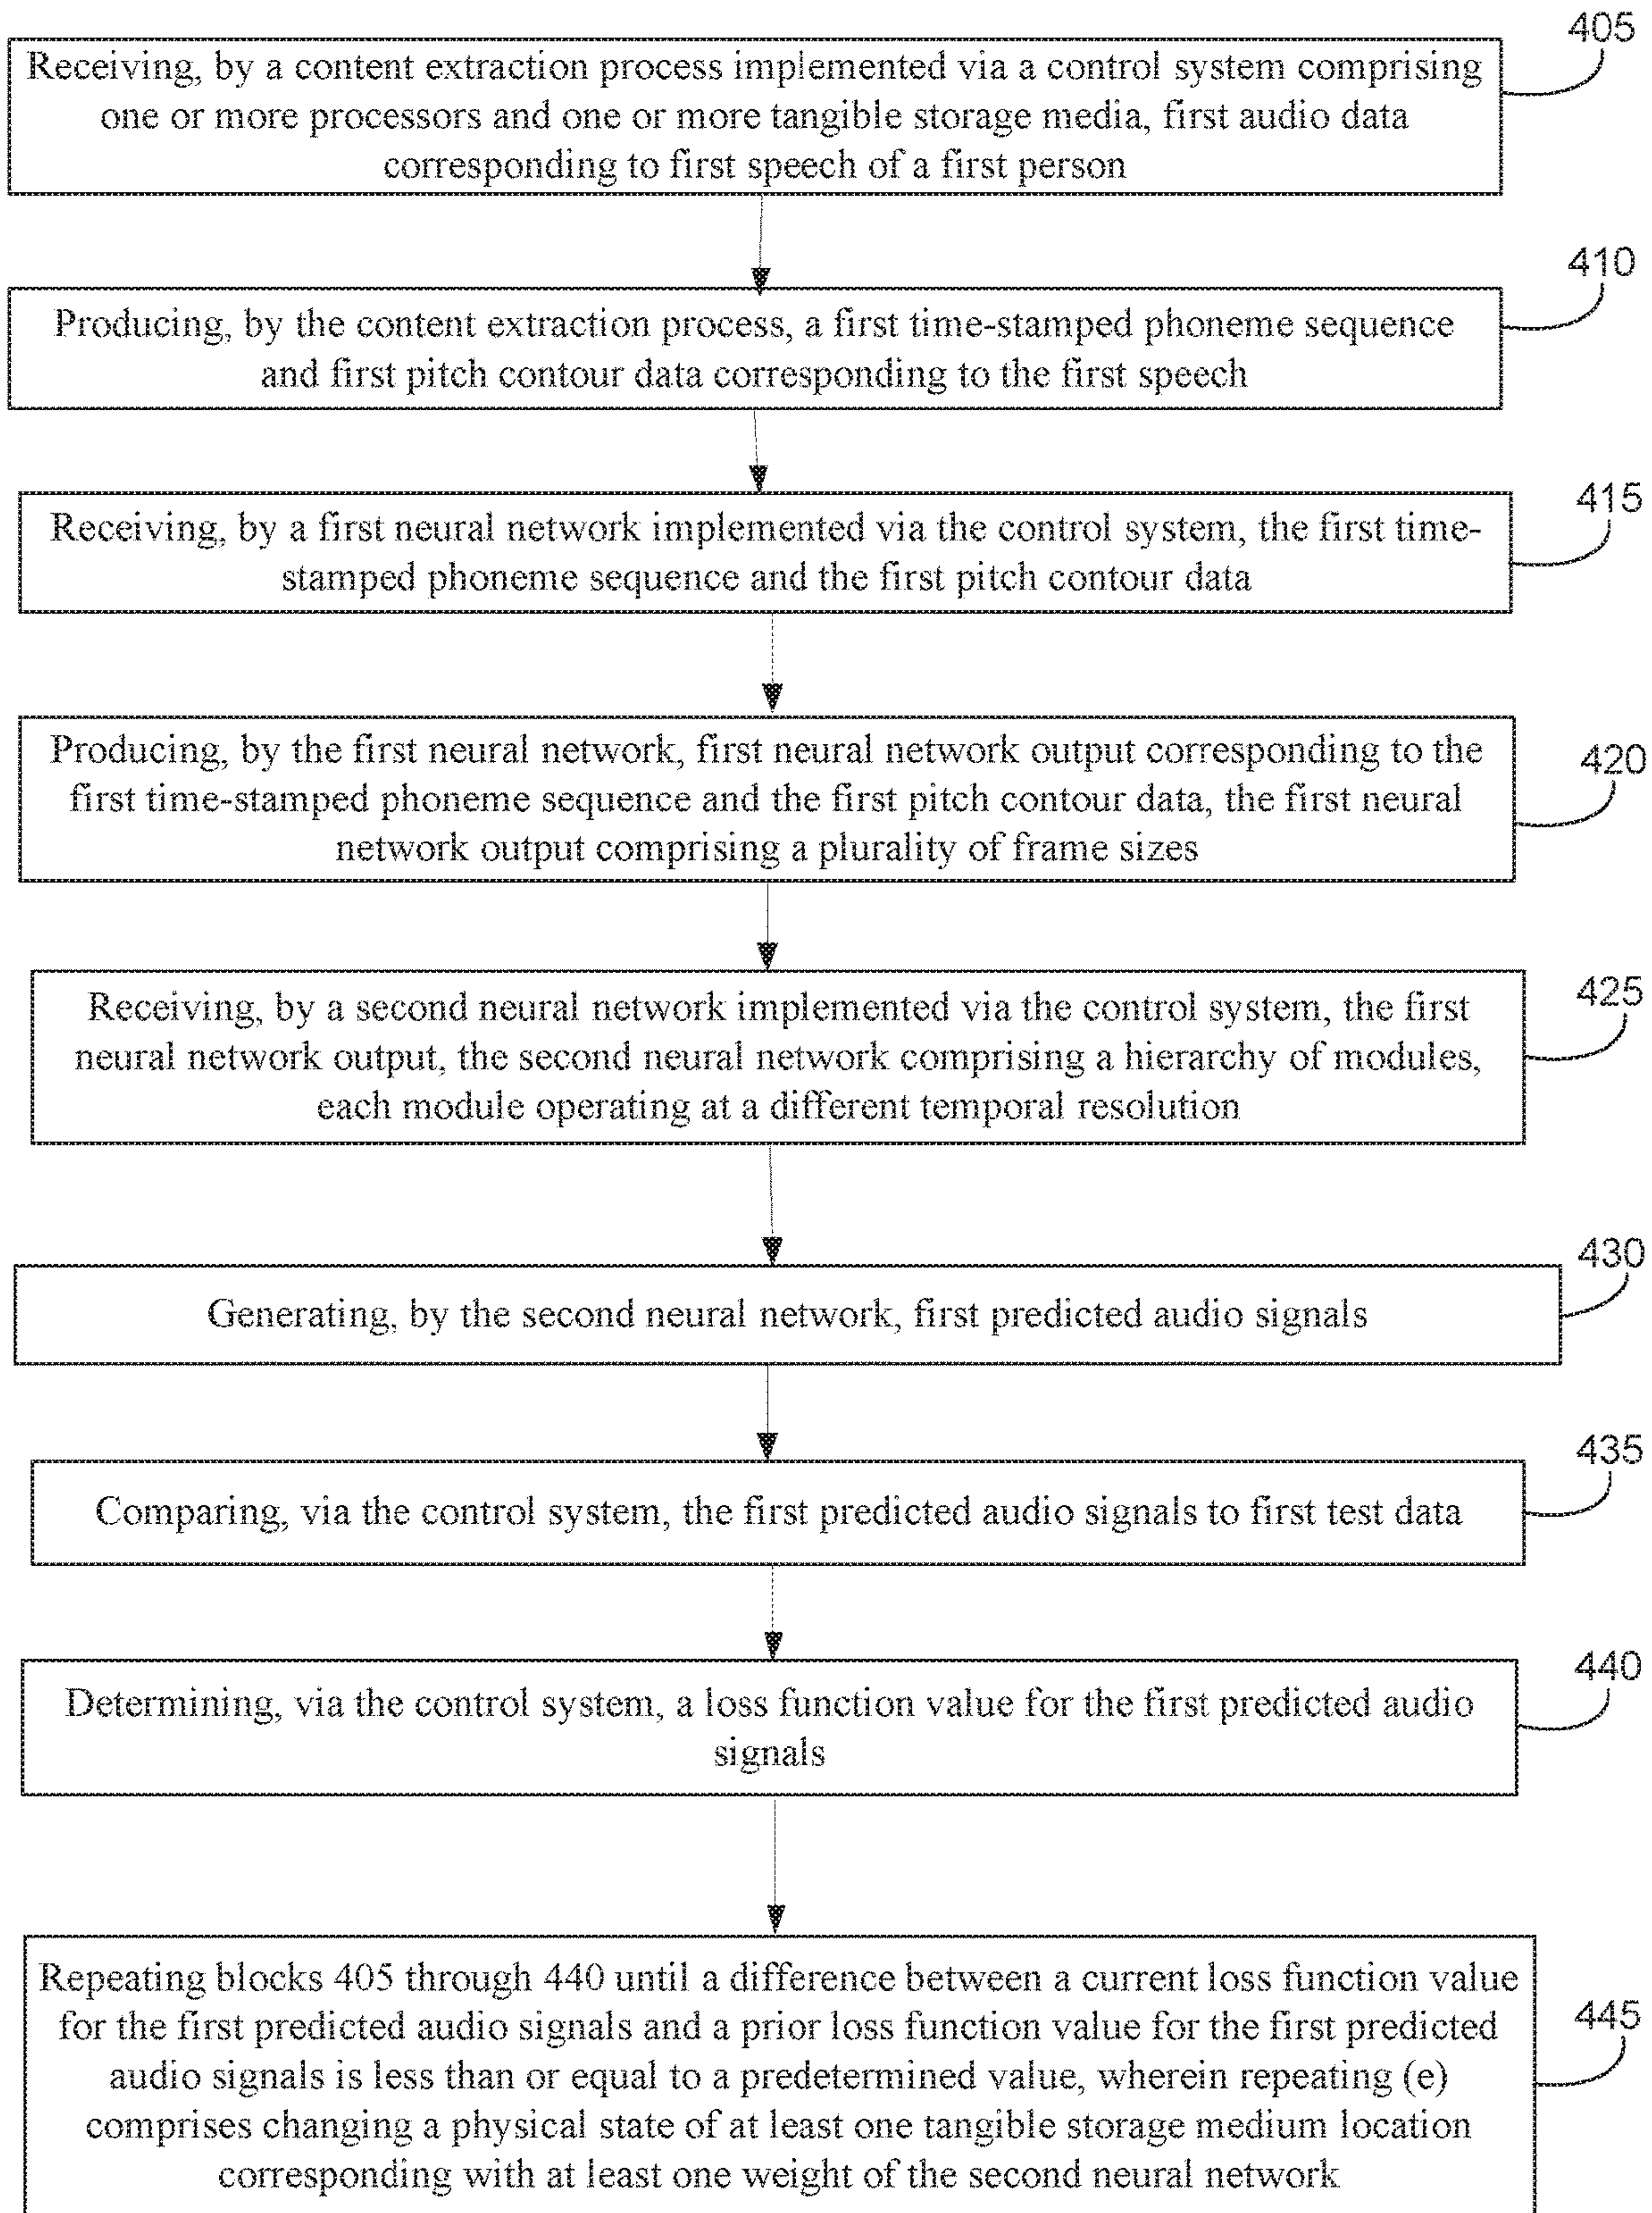 405
Receiving, by a content extraction process implemented via a control system comprising
one or more processors and one or more tangible storage media, first audio data
corresponding to first speech of a first person
410
Producing, by the content extraction process, a first time-stamped phoneme sequence
and first pitch contour data corresponding to the first speech
415
Receiving, by a first neural network implemented via the control system, the first time-
stamped phoneme sequence and the first pitch contour data
420
Producing, by the first neural network, first neural network output corresponding to the
first time-stamped phoneme sequence and the first pitch contour data, the first neural
network output comprising a plurality of frame sizes
425
Receiving, by a second neural network implemented via the control system, the first
neural network output, the second neural network comprising a hierarchy of modules,
each module operating at a different temporal resolution
430
Generating, by the second neural network, first predicted audio signals
435
Comparing, via the control system, the first predicted audio signals to first test data
440
Determining, via the control system, a loss function value for the first predicted audio
signals
445
Repeating blocks 405 through 440 until a difference between a current loss function value
for the first predicted audio signals and a prior loss function value for the first predicted
audio signals is less than or equal to a predetermined value, wherein repeating (e)
comprises changing a physical state of at least one tangible storage medium location
corresponding with at least one weight of the second neural network